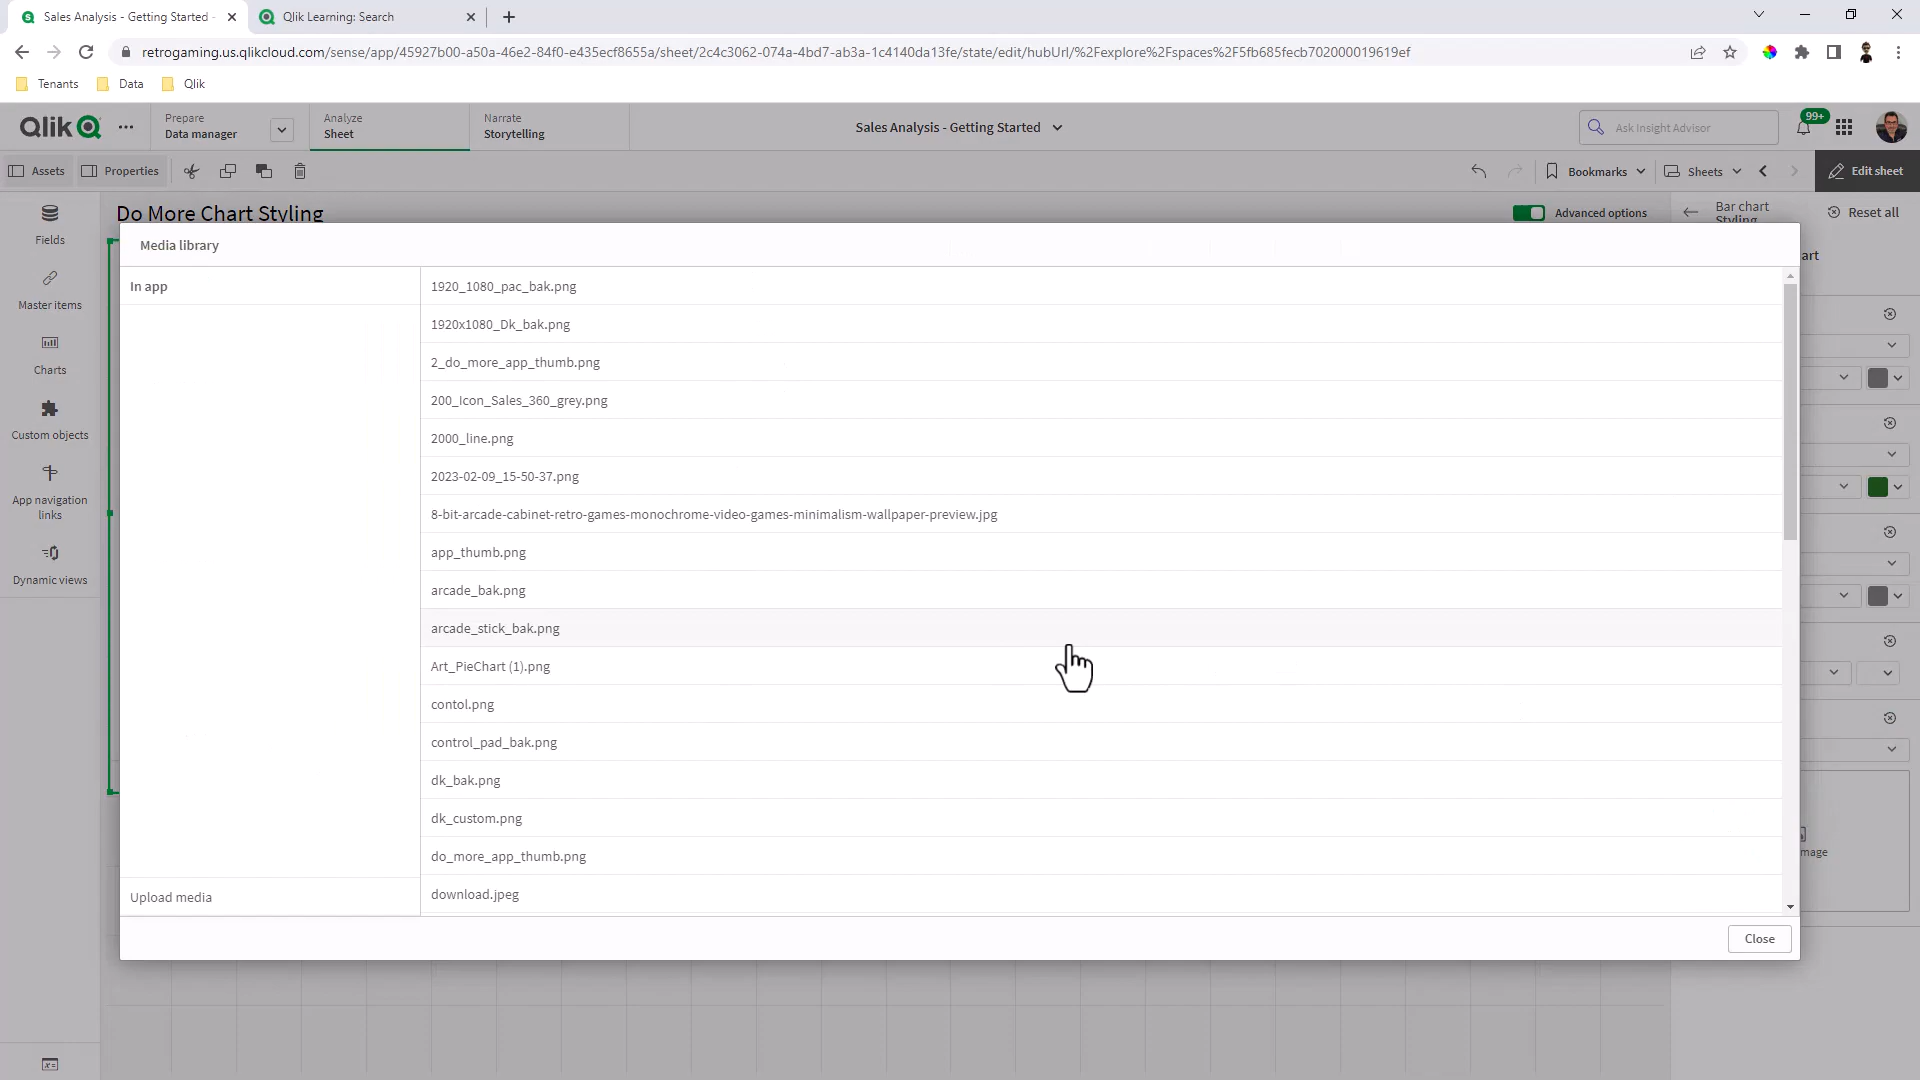 Sales Analysis - Getting Started -
Qlik Learning: Search
retrogaming.us.qlikcloud.com/sense/app/45927b00-a50a-46e2-84f0-e435ecf8655a/sheet/2c4c3062-074a-4bd7-ab3a-1c4140da13fe/state/edit/hubUrl/%2Fexplore%2Fspaces%2F5fb685fecb702000019619ef
Tenants
Data
Qlik
Qlik
Prepare
Data manager
Analyze
Sheet
Narrate
Storytelling
Sales Analysis - Getting Started
Ask Insight Advisor
99+
Assets
Properties
Bookmarks
Sheets
Edit sheet
Fields
Master items
Charts
Custom objects
App navigation
links
Dynamic views
Do More Chart Styling
Advanced options
Bar chart
Styling
Reset all
art
mage
Media library
In app
Upload media
1920_1080_pac_bak.png
1920x1080_Dk_bak.png
2_do_more_app_thumb.png
200_Icon_Sales_360_grey.png
2000_line.png
2023-02-09_15-50-37.png
8-bit-arcade-cabinet-retro-games-monochrome-video-games-minimalism-wallpaper-preview.jpg
app_thumb.png
arcade_bak.png
arcade_stick_bak.png
Art_PieChart (1).png
contol.png
control_pad_bak.png
dk_bak.png
dk_custom.png
do_more_app_thumb.png
download.jpeg
Close